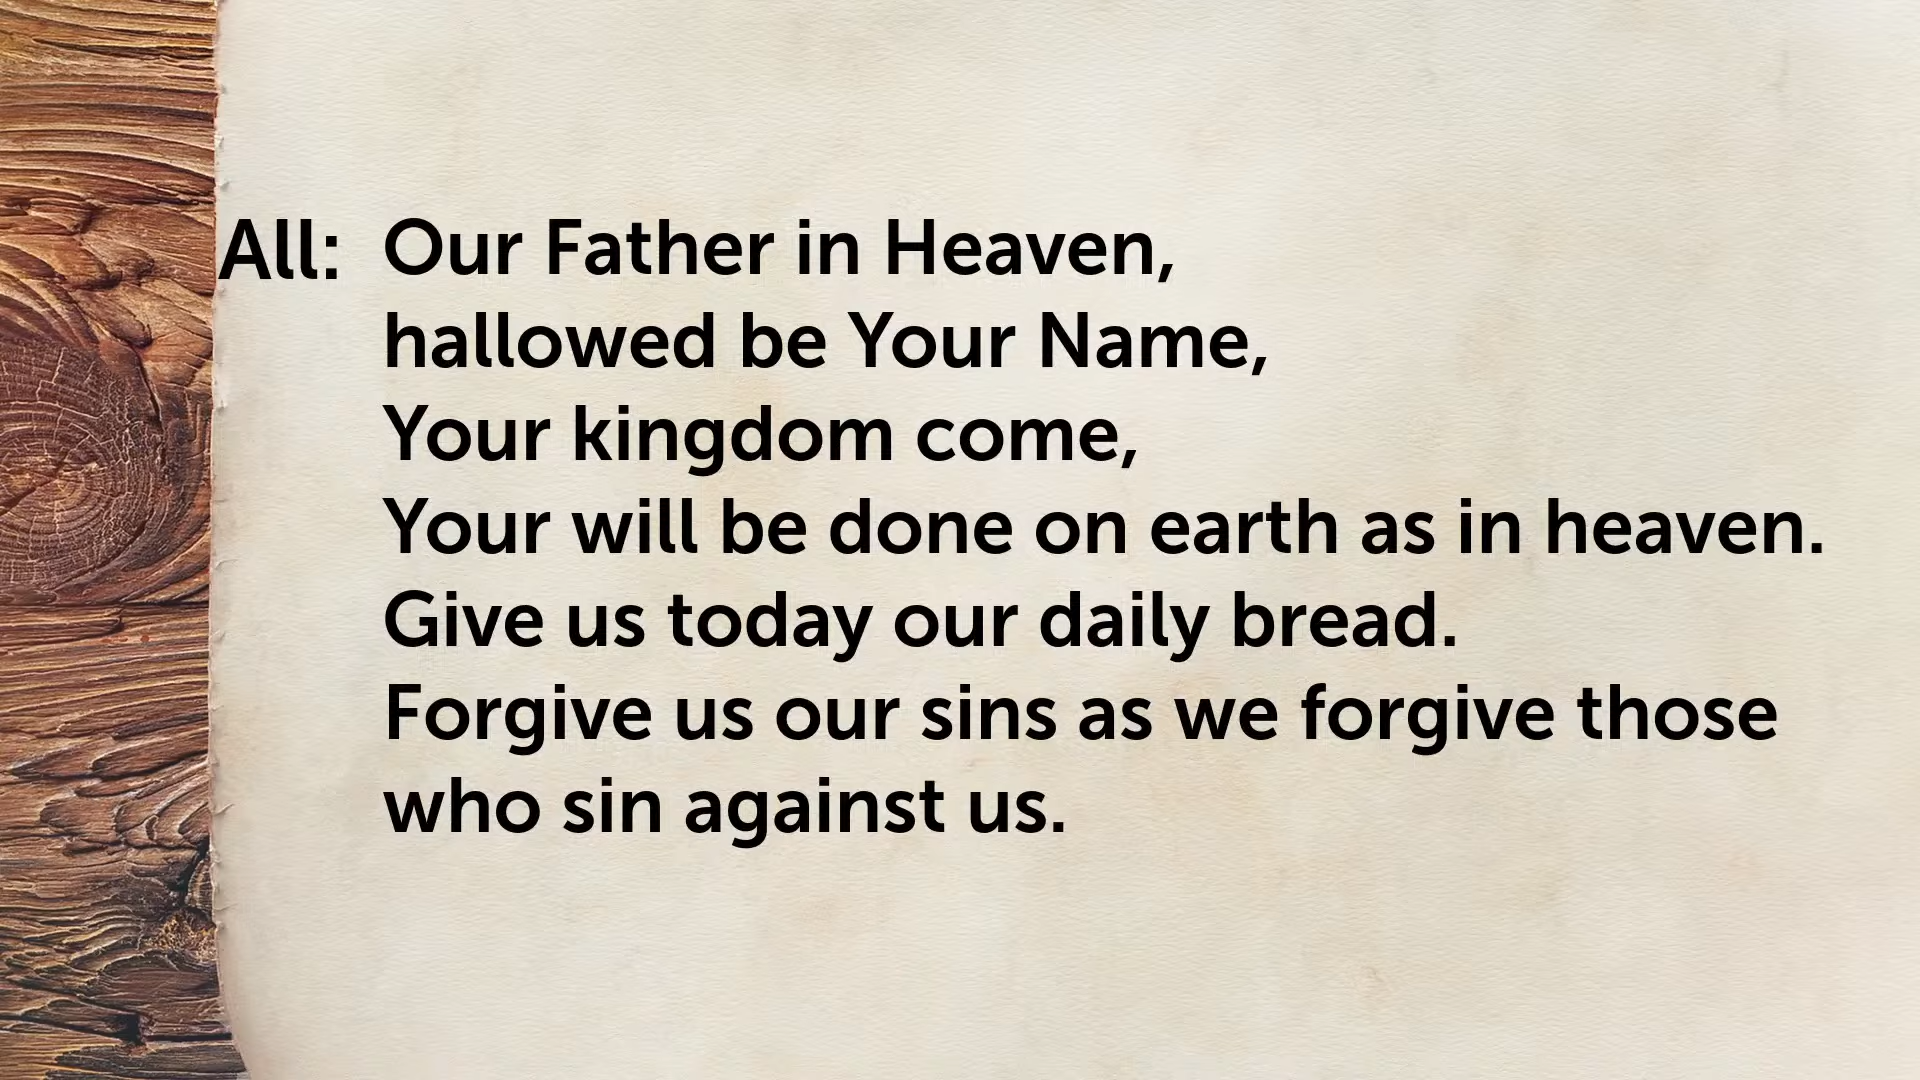 All: Our Father in Heaven,
hallowed be Your Name,
Your kingdom come,
Your will be done on earth as in heaven.
Give us today our daily bread.
Forgive us our sins as we forgive those
who sin against us.